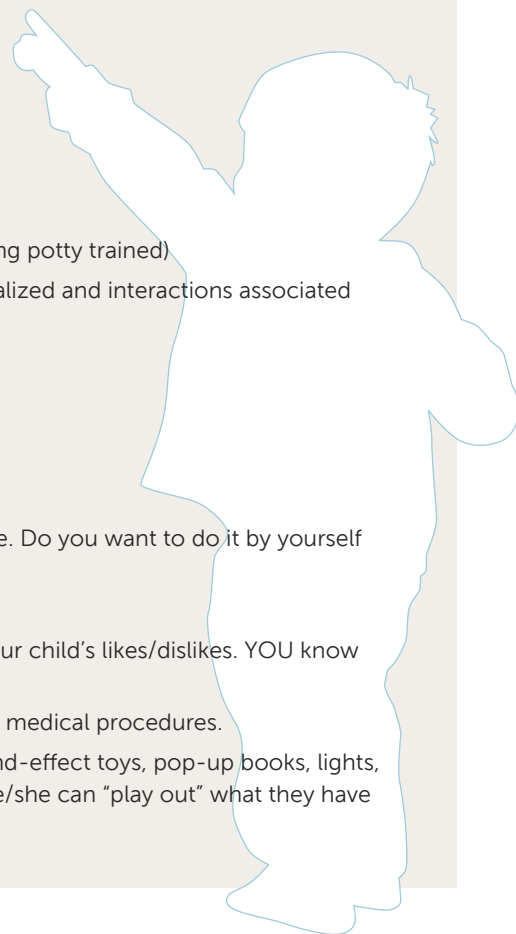 ng potty trained)
alized and interactions associated
e. Do you want to do it by yourself
ur child's likes/dislikes. YOU know
medical procedures.
nd-effect toys, pop-up books, lights,
e/she can “play out” what they have